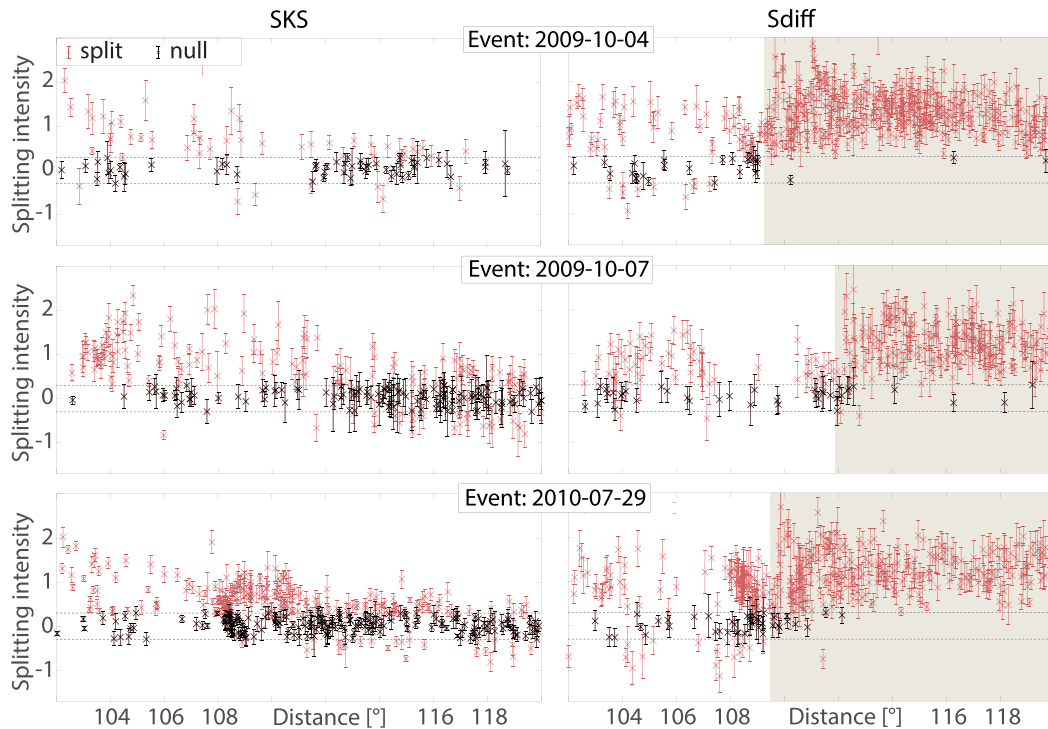 SKS
Sdiff
Event: 2009-10-04
split null
Splitting intensity
2
1
0
-1
Event: 2009-10-07
Splitting intensity
2
1
0
-1
Event: 2010-07-29
Splitting intensity
2
1
0
-1
104 106 108 Distance [°] 116 118
104 106 108 Distance [°] 116 118